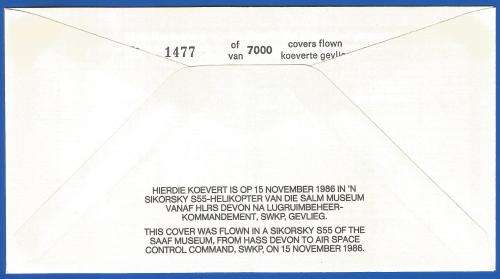 1477 of van 7000 covers flown
koeverte gevlieg
HIERDIE KOEVERT IS OP 15 NOVEMBER 1986 IN 'N
SIKORSKY S55-HELIKOPTER VAN DIE SALM MUSEUM
VANAF HLRS DEVON NA LUGRUIMBEHEER-
KOMMANDEMENT, SWKP, GEVLIEG.
THIS COVER WAS FLOWN IN A SIKORSKY S55 OF THE
SAAF MUSEUM, FROM HASS DEVON TO AIR SPACE
CONTROL COMMAND, SWKP, ON 15 NOVEMBER 1986.